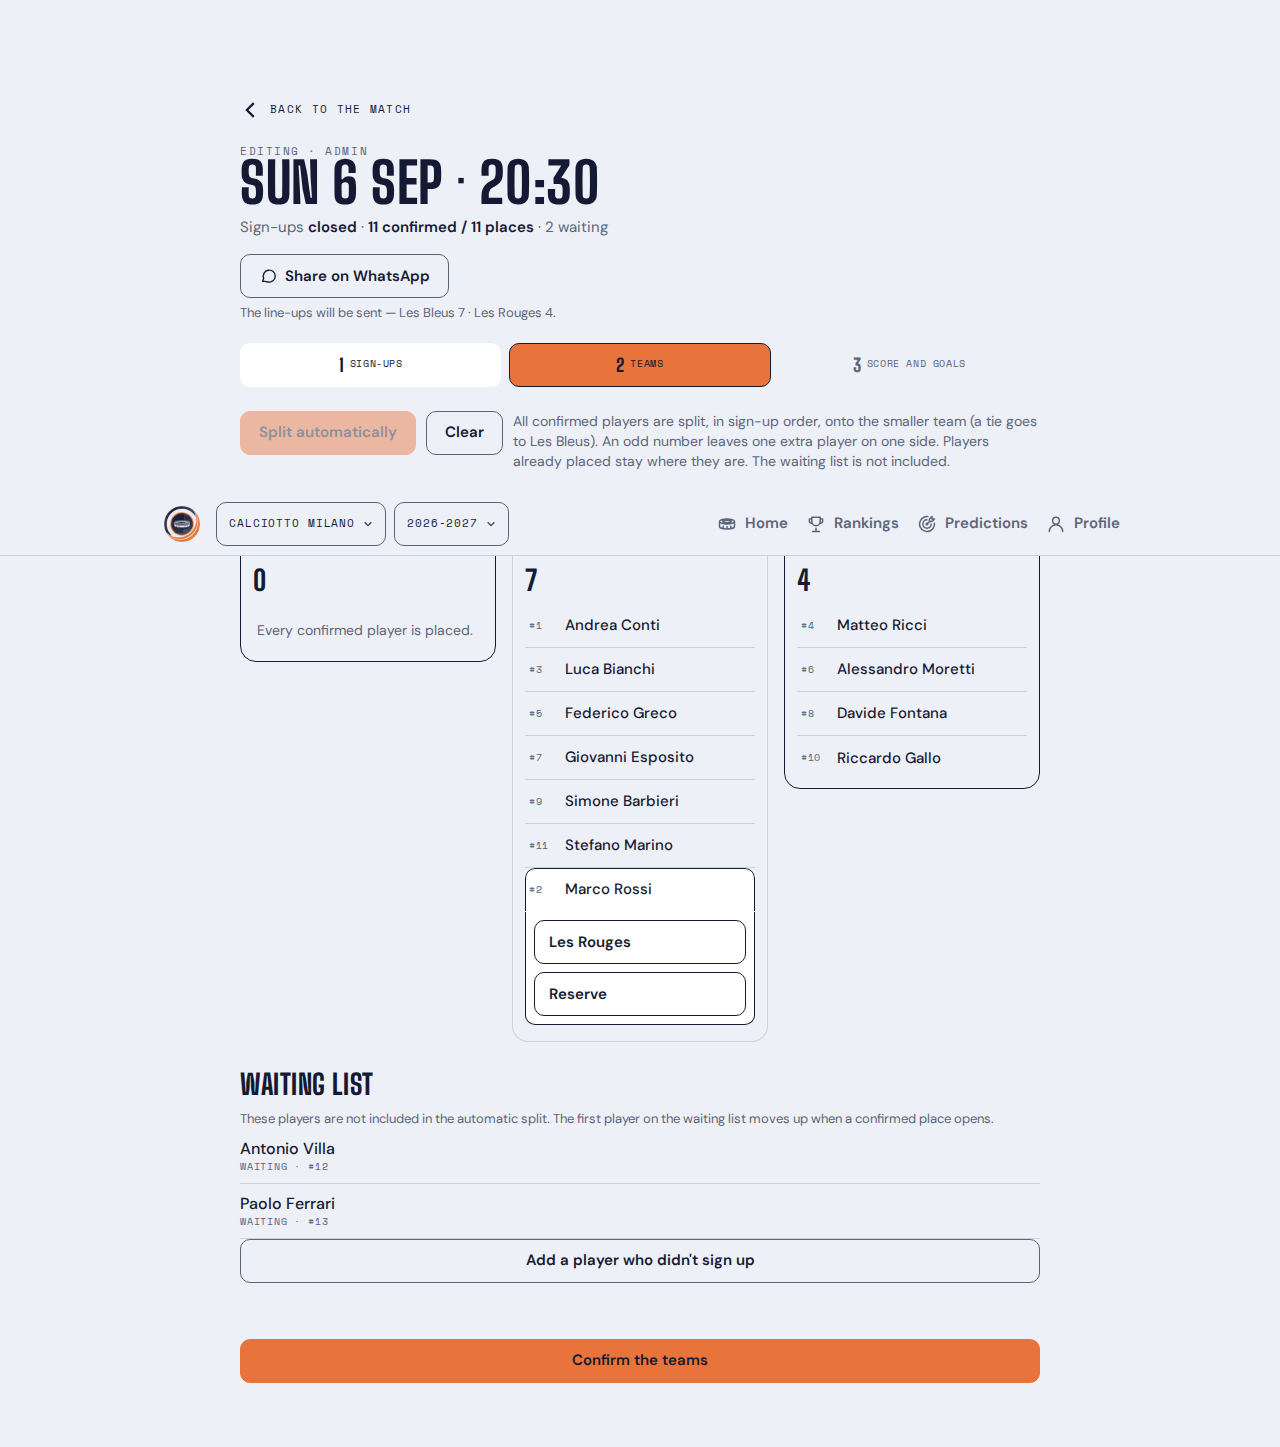 BACK TO THE MATCH
EDITING · ADMIN
SUN 6 SEP · 20:30
Sign-ups closed · 11 confirmed / 11 places · 2 waiting
Share on WhatsApp
The line-ups will be sent — Les Bleus 7 · Les Rouges 4.
1 SIGN-UPS
2 TEAMS
3 SCORE AND GOALS
Split automatically
Clear
All confirmed players are split, in sign-up order, onto the smaller team (a tie goes
to Les Bleus). An odd number leaves one extra player on one side. Players
already placed stay where they are. The waiting list is not included.
CALCIOTTO MILANO
2026-2027
Home
Rankings
Predictions
Profile
0
Every confirmed player is placed.
7
#1 Andrea Conti
#3 Luca Bianchi
#5 Federico Greco
#7 Giovanni Esposito
#9 Simone Barbieri
#11 Stefano Marino
#2 Marco Rossi
Les Rouges
Reserve
4
#4 Matteo Ricci
#6 Alessandro Moretti
#8 Davide Fontana
#10 Riccardo Gallo
WAITING LIST
These players are not included in the automatic split. The first player on the waiting list moves up when a confirmed place opens.
Antonio Villa
WAITING · #12
Paolo Ferrari
WAITING · #13
Add a player who didn't sign up
Confirm the teams